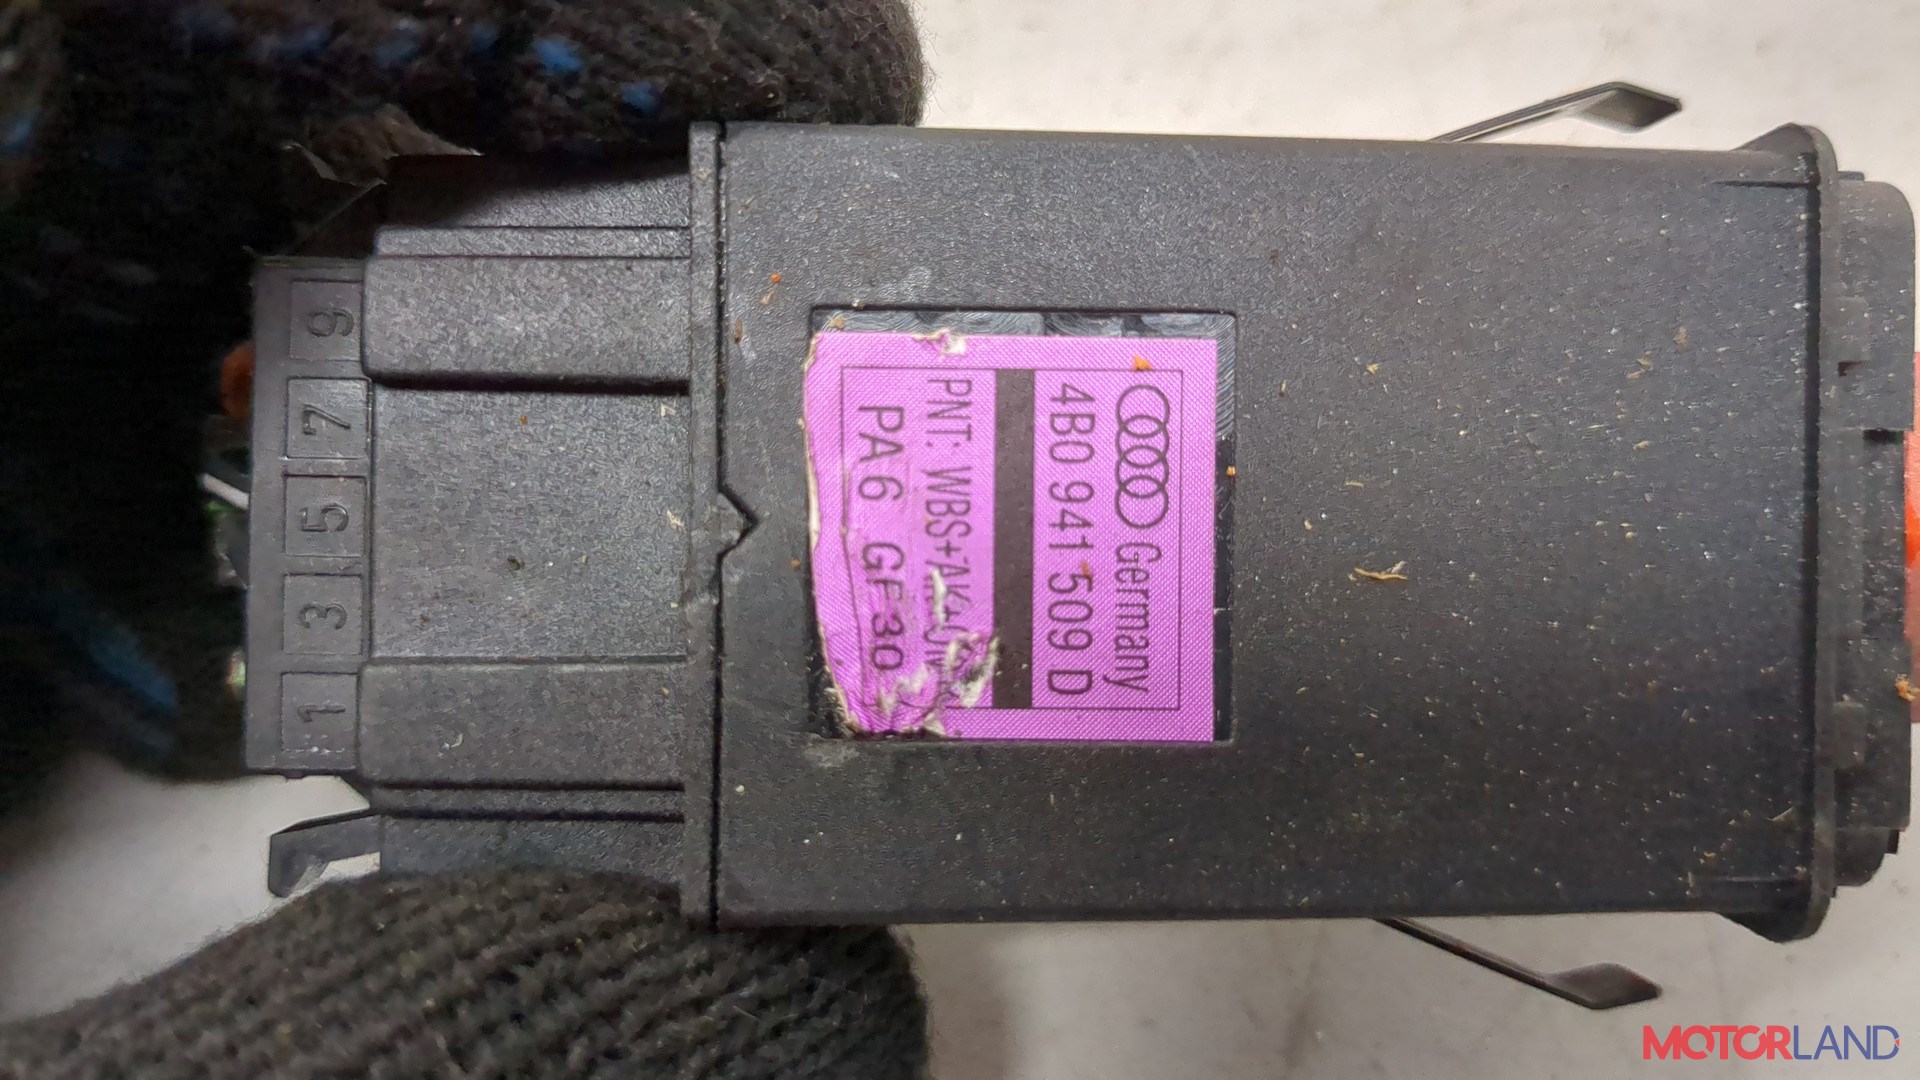 Germany
4B0 941 509 D
PNT: WBS+AK+
PA6 GF30
1 3 5 7 9
MOTORLAND